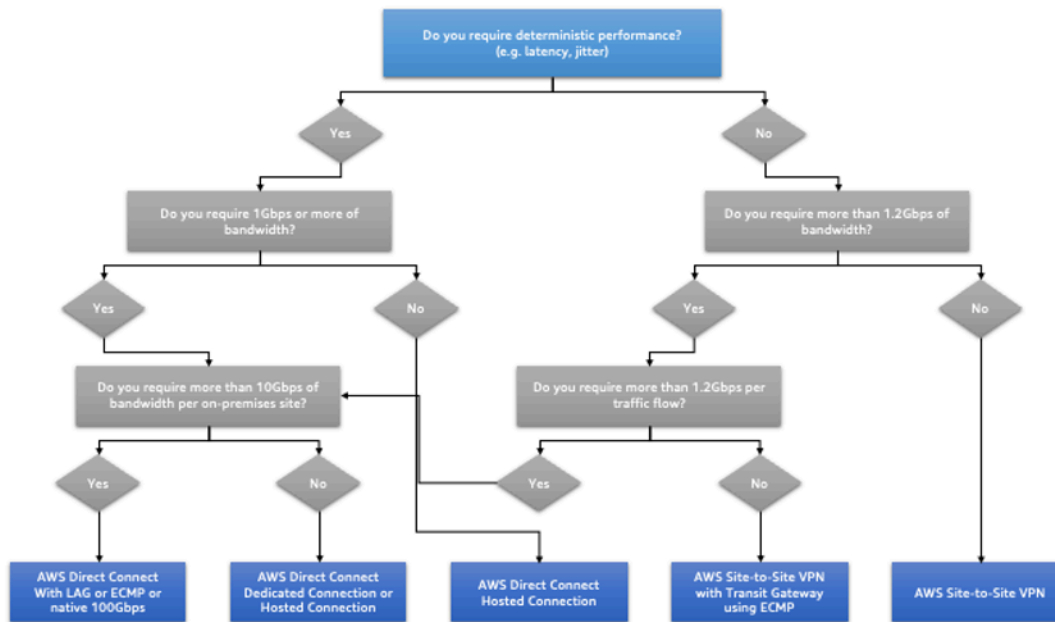 Do you require deterministic performance?
(e.g. latency, jitter)
Yes
No
Do you require 1Gbps or more of
bandwidth?
Do you require more than 1.2Gbps of
bandwidth?
Yes
No
Yes
No
Do you require more than 10Gbps of
bandwidth per on-premises site?
Do you require more than 1.2Gbps per
traffic flow?
Yes
No
Yes
No
AWS Direct Connect
With LAG or ECMP or
native 100Gbps
AWS Direct Connect
Dedicated Connection or
Hosted Connection
AWS Direct Connect
Hosted Connection
AWS Site-to-Site VPN
with Transit Gateway
using ECMP
AWS Site-to-Site VPN